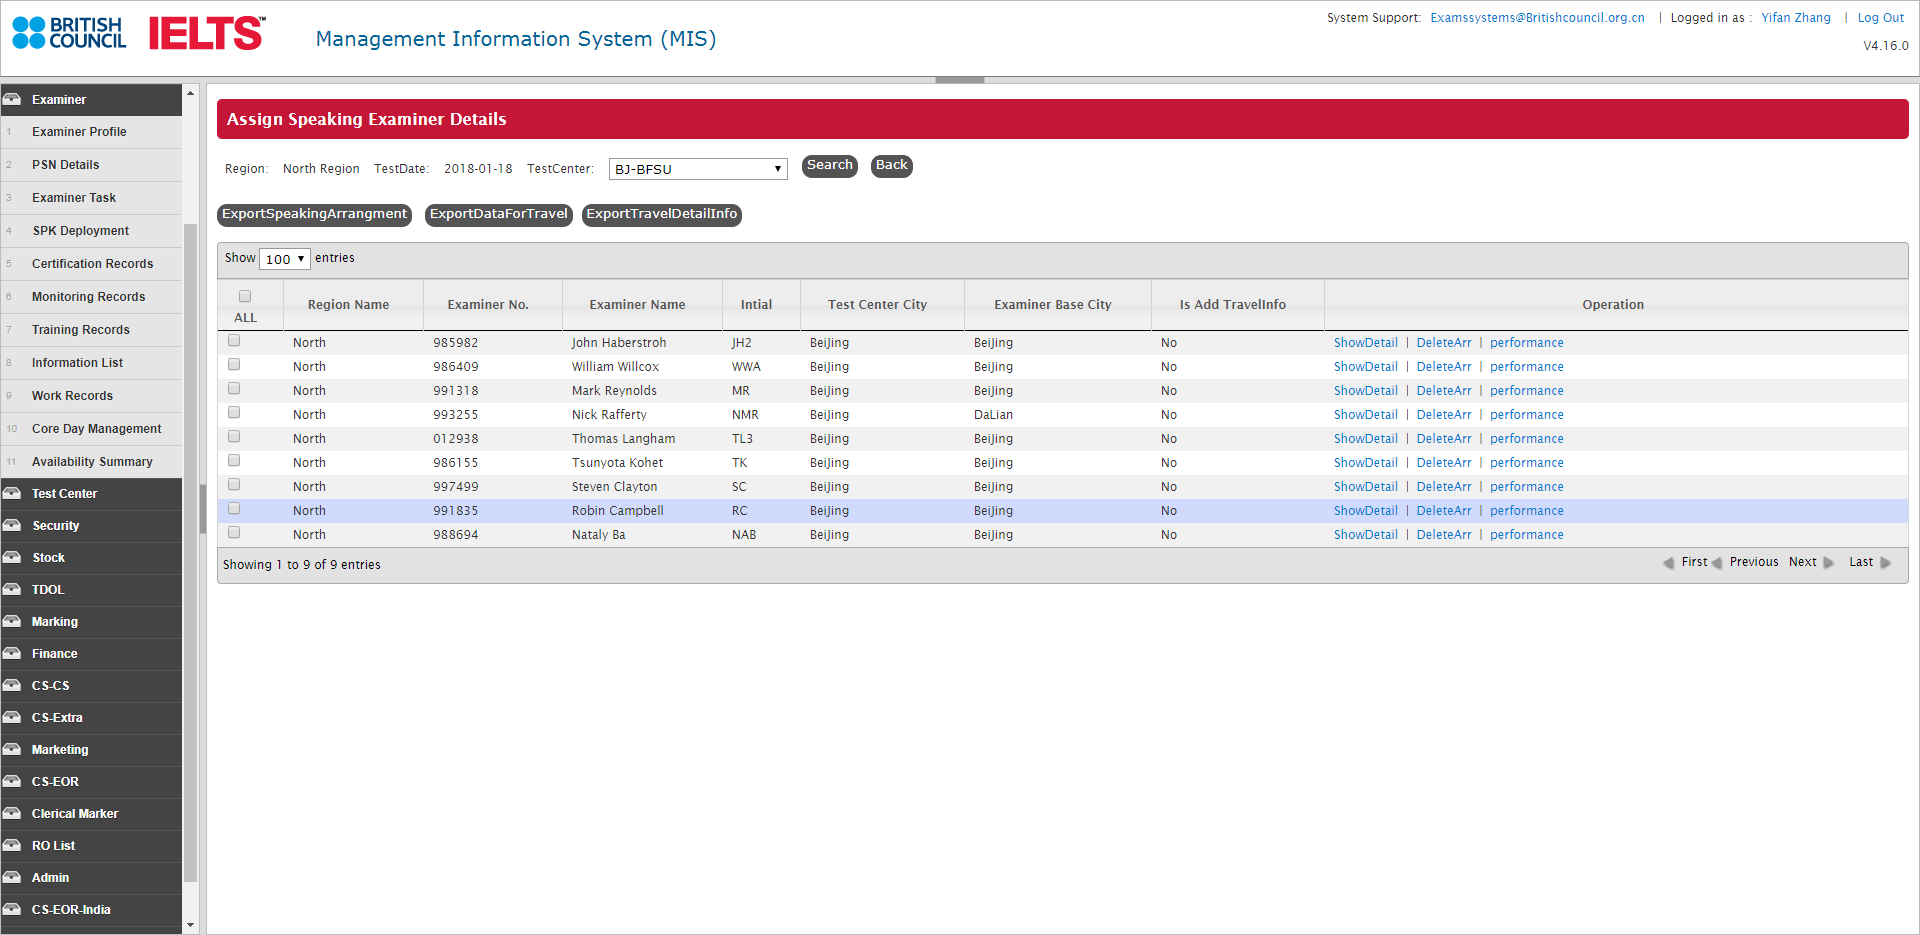 BRITISH COUNCIL
IELTS™
Management Information System (MIS)
System Support: Examssystems@Britishcouncil.org.cn | Logged in as : Yifan Zhang | Log Out
V4.16.0
Examiner
1 Examiner Profile
2 PSN Details
3 Examiner Task
4 SPK Deployment
5 Certification Records
6 Monitoring Records
7 Training Records
8 Information List
9 Work Records
10 Core Day Management
11 Availability Summary
Test Center
Security
Stock
TDOL
Marking
Finance
CS-CS
CS-Extra
Marketing
CS-EOR
Clerical Marker
RO List
Admin
CS-EOR-India
Assign Speaking Examiner Details
Region: North Region TestDate: 2018-01-18 TestCenter: BJ-BFSU Search Back
ExportSpeakingArrangment ExportDataForTravel ExportTravelDetailInfo
Show 100 entries
ALL Region Name Examiner No. Examiner Name Intial Test Center City Examiner Base City Is Add TravelInfo Operation
North 985982 John Haberstroh JH2 BeiJing BeiJing No ShowDetail | DeleteArr | performance
North 986409 William Willcox WWA BeiJing BeiJing No ShowDetail | DeleteArr | performance
North 991318 Mark Reynolds MR BeiJing BeiJing No ShowDetail | DeleteArr | performance
North 993255 Nick Rafferty NMR BeiJing DaLian No ShowDetail | DeleteArr | performance
North 012938 Thomas Langham TL3 BeiJing BeiJing No ShowDetail | DeleteArr | performance
North 986155 Tsunyota Kohet TK BeiJing BeiJing No ShowDetail | DeleteArr | performance
North 997499 Steven Clayton SC BeiJing BeiJing No ShowDetail | DeleteArr | performance
North 991835 Robin Campbell RC BeiJing BeiJing No ShowDetail | DeleteArr | performance
North 988694 Nataly Ba NAB BeiJing BeiJing No ShowDetail | DeleteArr | performance
Showing 1 to 9 of 9 entries First Previous Next Last